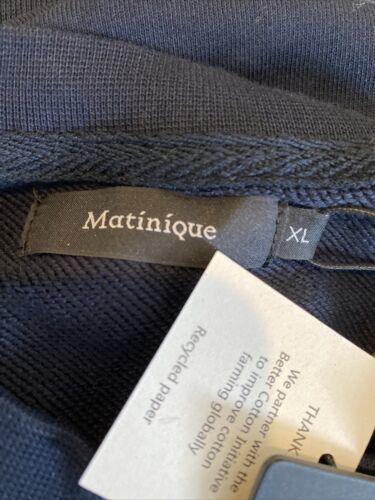 Matinique
XL
THANK
We partner with the
Better Cotton Initiative
to improve cotton
farming globally
Recycled paper